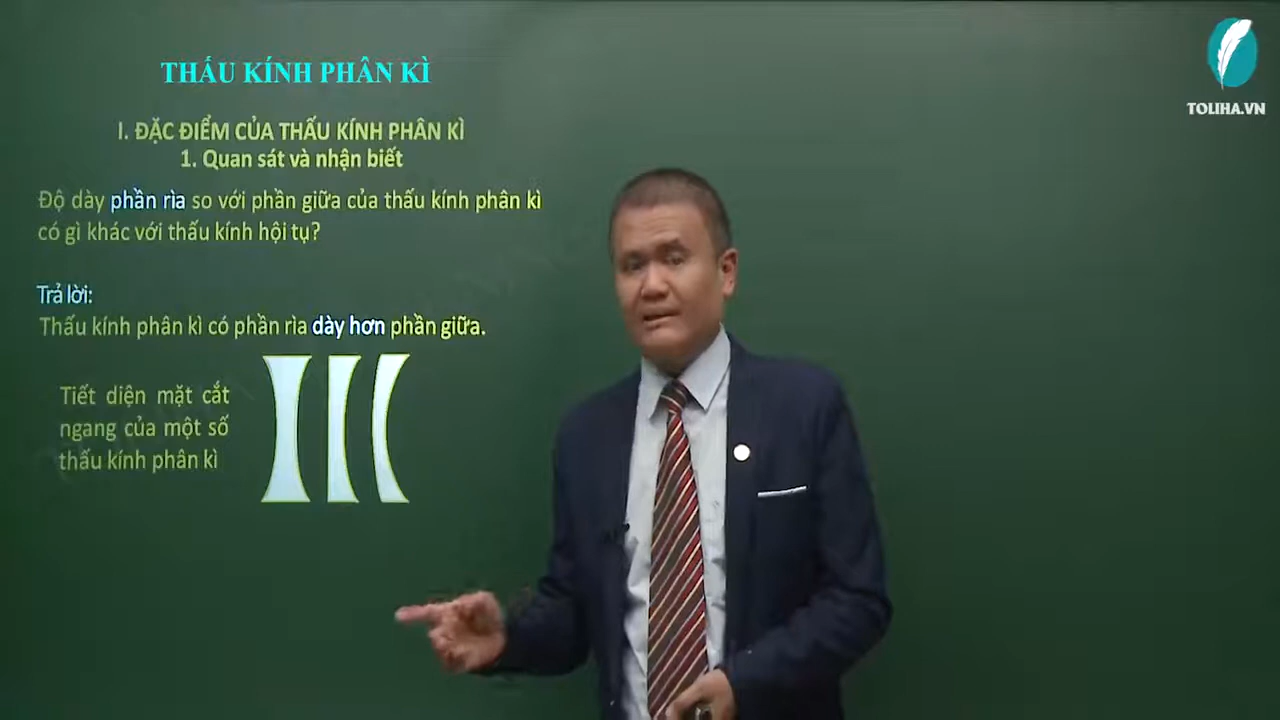 THẤU KÍNH PHÂN KÌ
TOLIHA.VN
I. ĐẶC ĐIỂM CỦA THẤU KÍNH PHÂN KÌ
1. Quan sát và nhận biết
Độ dày phần rìa so với phần giữa của thấu kính phân kì
có gì khác với thấu kính hội tụ?
Trả lời:
Thấu kính phân kì có phần rìa dày hơn phần giữa.
Tiết diện mặt cắt
ngang của một số
thấu kính phân kì